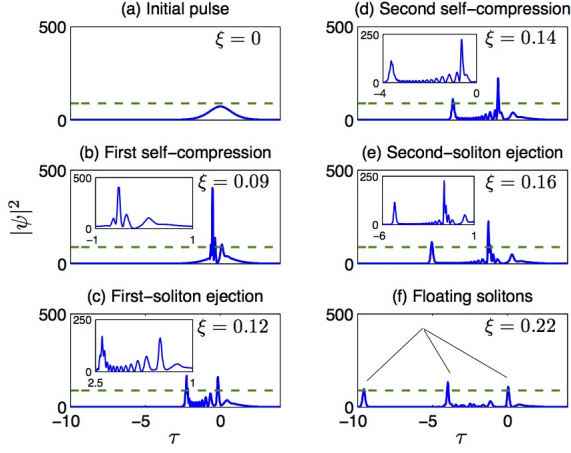 (a) Initial pulse
500
0
ξ = 0
(b) First self−compression
500
0
ξ = 0.09
500
0
−1
1
|ψ|²
(c) First−soliton ejection
500
0
ξ = 0.12
250
0
2.5
1
−10
−5
0
τ
(d) Second self−compression
500
0
ξ = 0.14
250
0
−4
0
(e) Second−soliton ejection
500
0
ξ = 0.16
250
0
−6
1
(f) Floating solitons
500
0
ξ = 0.22
−10
−5
0
τ